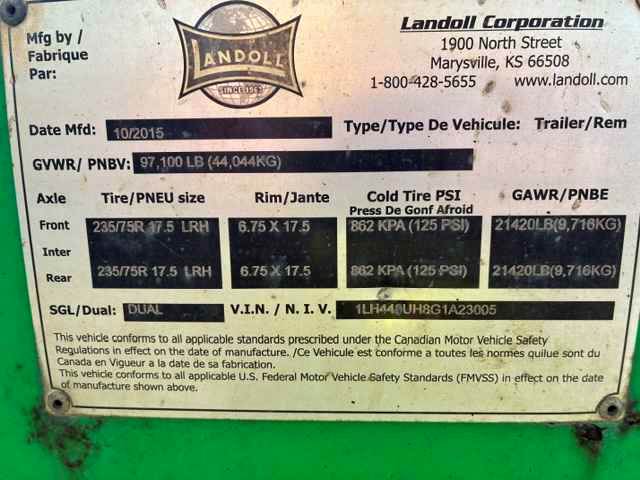 Mfg by /
Fabrique
Par:
LANDOLL
SINCE 1963
Landoll Corporation
1900 North Street
Marysville, KS 66508
1-800-428-5655 www.landoll.com
Date Mfd: 10/2015 Type/Type De Vehicule: Trailer/Rem
GVWR/ PNBV: 97,100 LB (44,044KG)
Axle Tire/PNEU size Rim/Jante Cold Tire PSI GAWR/PNBE
Press De Gonf Afroid
Front 235/75R 17.5 LRH 6.75 X 17.5 862 KPA (125 PSI) 21420LB(9,716KG)
Inter
Rear 235/75R 17.5 LRH 6.75 X 17.5 862 KPA (125 PSI) 21420LB(9,716KG)
SGL/Dual: DUAL V.I.N. / N.I.V. 1LH440UH8G1A23005
This vehicle conforms to all applicable standards prescribed under the Canadian Motor Vehicle Safety
Regulations in effect on the date of manufacture. /Ce Vehicule est conforme a toutes les normes quilue sont du
Canada en Vigueur a la date de sa fabrication.
This vehicle conforms to all applicable U.S. Federal Motor Vehicle Safety Standards (FMVSS) in effect on the date
of manufacture shown above.